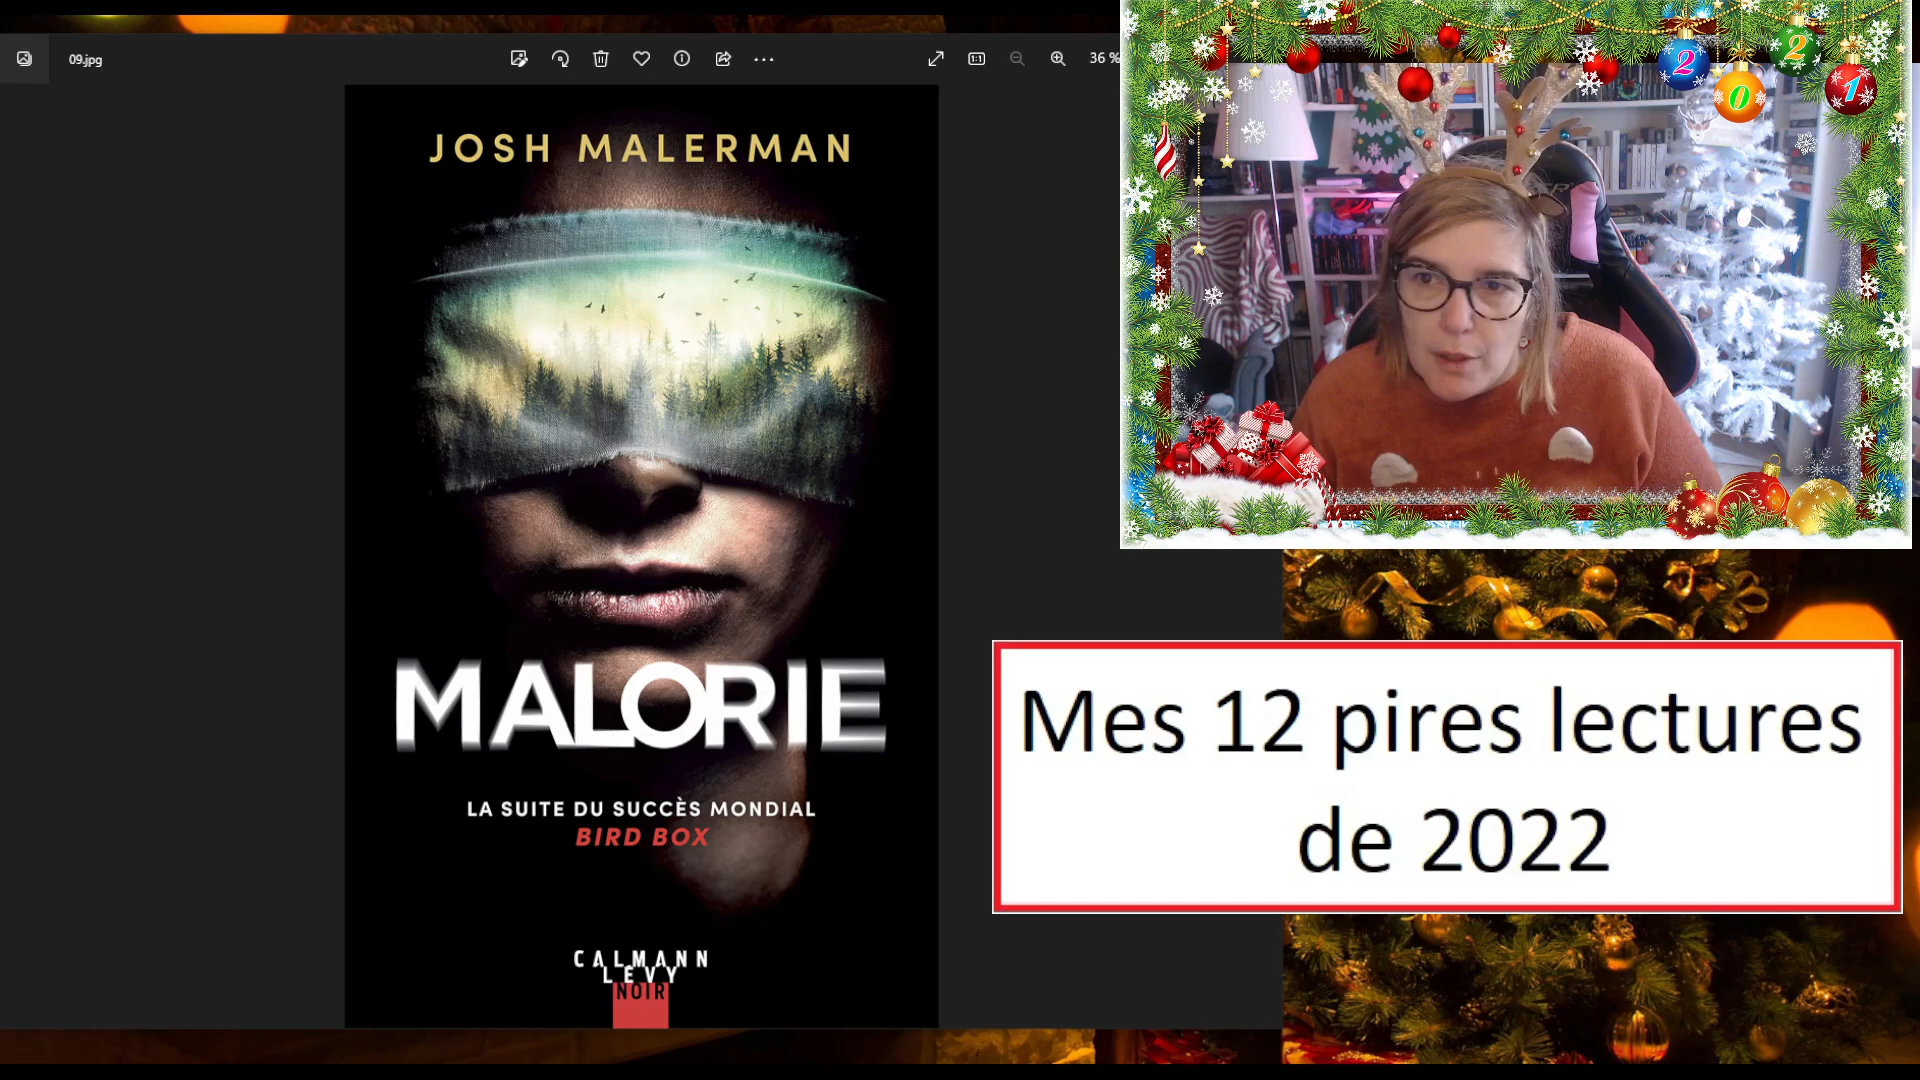 09.jpg
36 %
JOSH MALERMAN
MALORIE
LA SUITE DU SUCCÈS MONDIAL
BIRD BOX
CALMANN
LÉVY
NOIR
2 0 2 1
Mes 12 pires lectures
de 2022